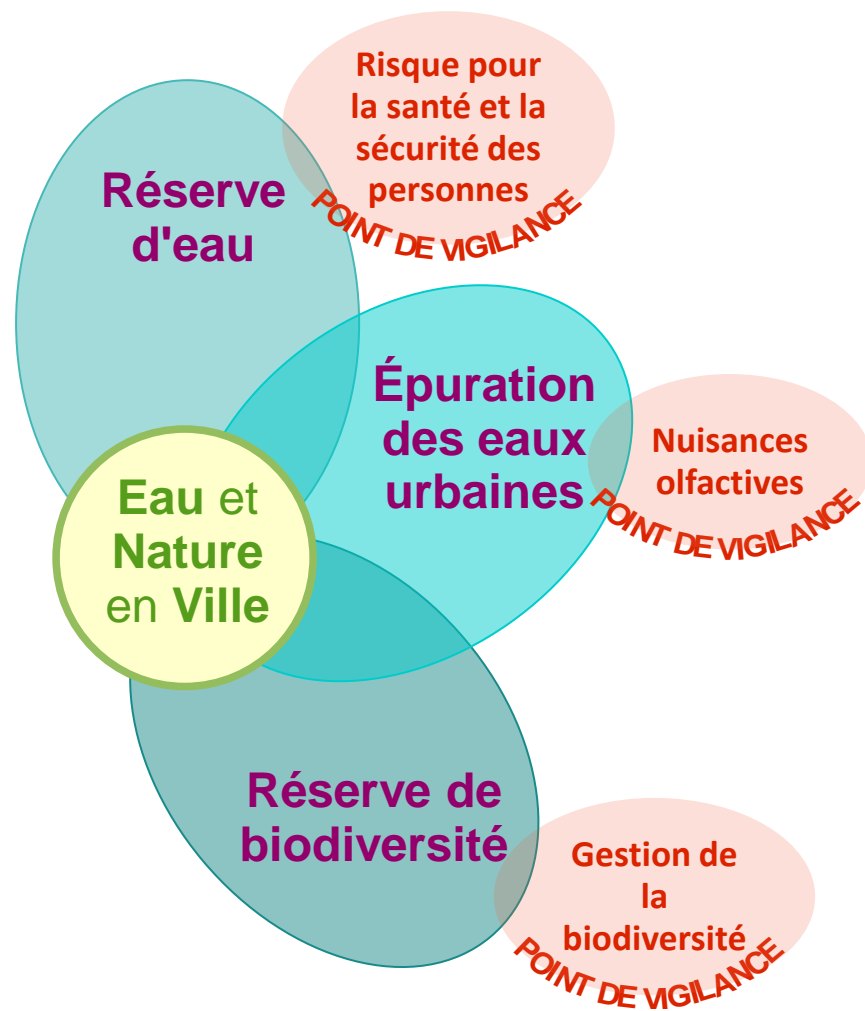 Risque pour
la santé et la
sécurité des
personnes
POINT DE VIGILANCE
Réserve
d'eau
Épuration
des eaux
urbaines
Nuisances
olfactives
POINT DE VIGILANCE
Eau et
Nature
en Ville
Réserve de
biodiversité
Gestion de
la
biodiversité
POINT DE VIGILANCE